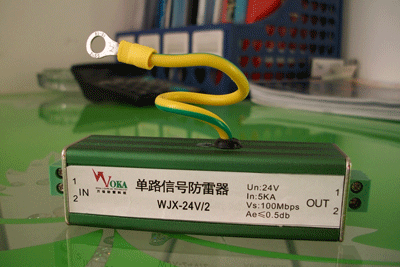 VOKA
单路信号防雷器
WJX-24V/2
1
2
IN
Un:24V
In:5KA
Vs:100Mbps
Ae≤0.5db
OUT
1
2